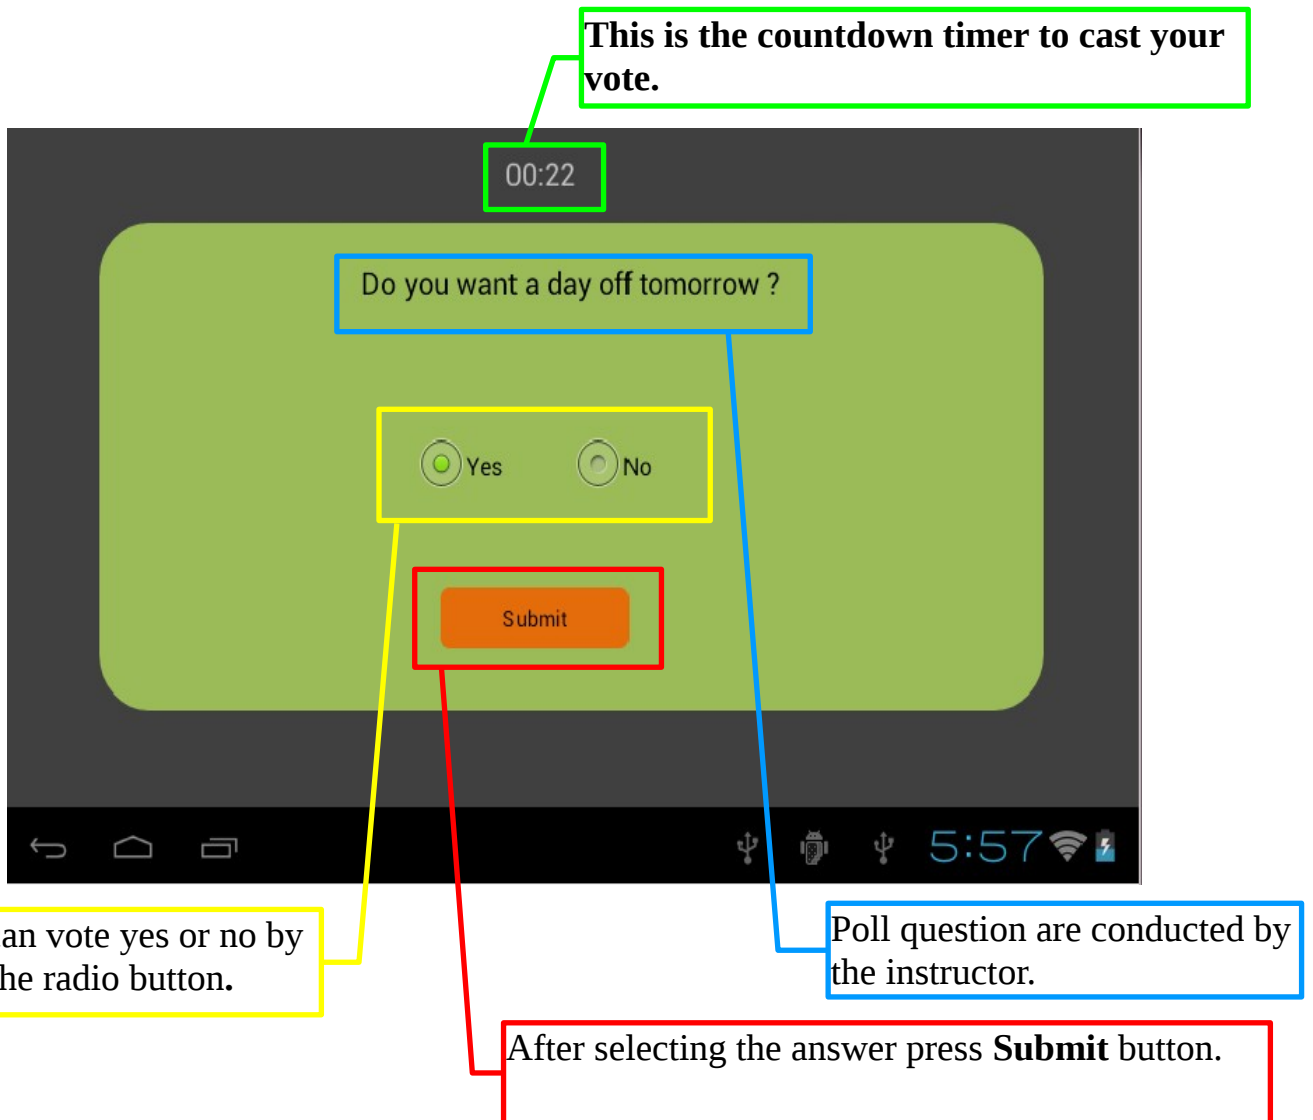 This is the countdown timer to cast your
vote.
00:22
Do you want a day off tomorrow ?
Yes No
Submit
5:57
an vote yes or no by
he radio button.
Poll question are conducted by
the instructor.
After selecting the answer press Submit button.